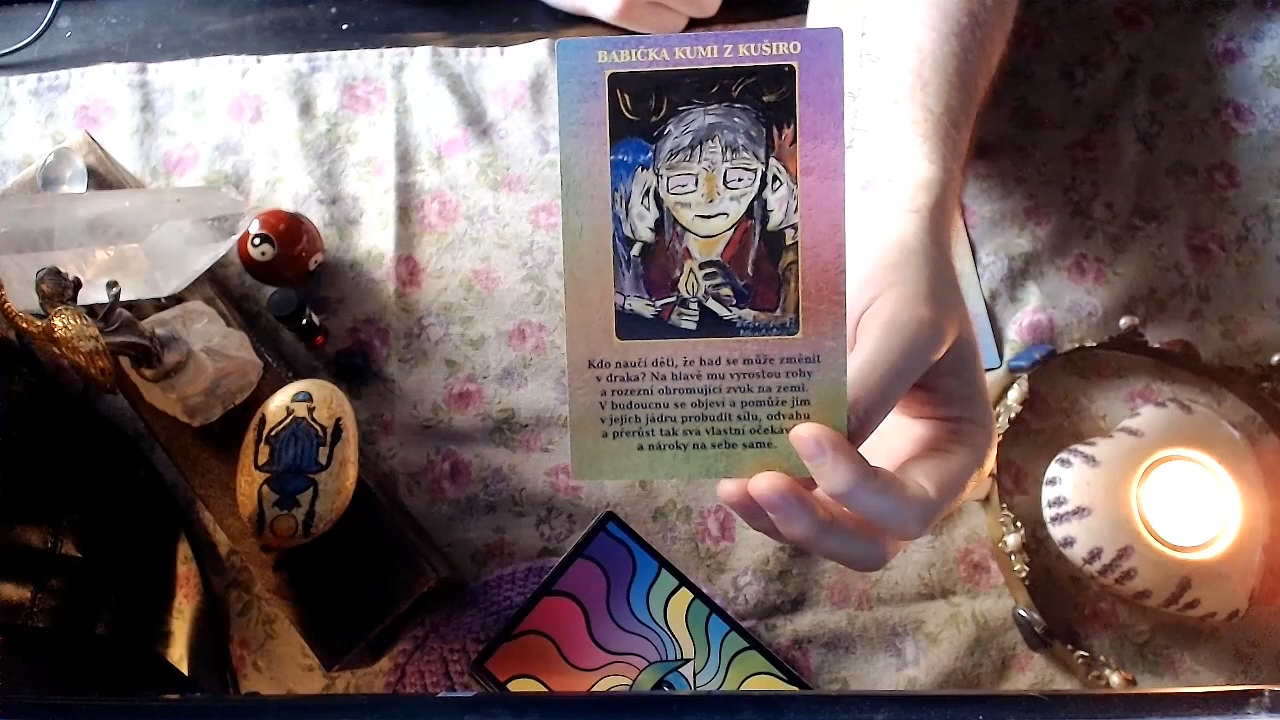 BABIČKA KUMI Z KUŠIRO
Kdo naučí děti, že had se může změnit
v draka? Na hlavě mu vyrostou rohy
a rozezní ohromující zvuk na zemi.
V budoucnu se objeví a pomůže jim
v jejich jádru probudit sílu, odvahu
a přerůst tak svá vlastní očekáv
a nároky na sebe samé.